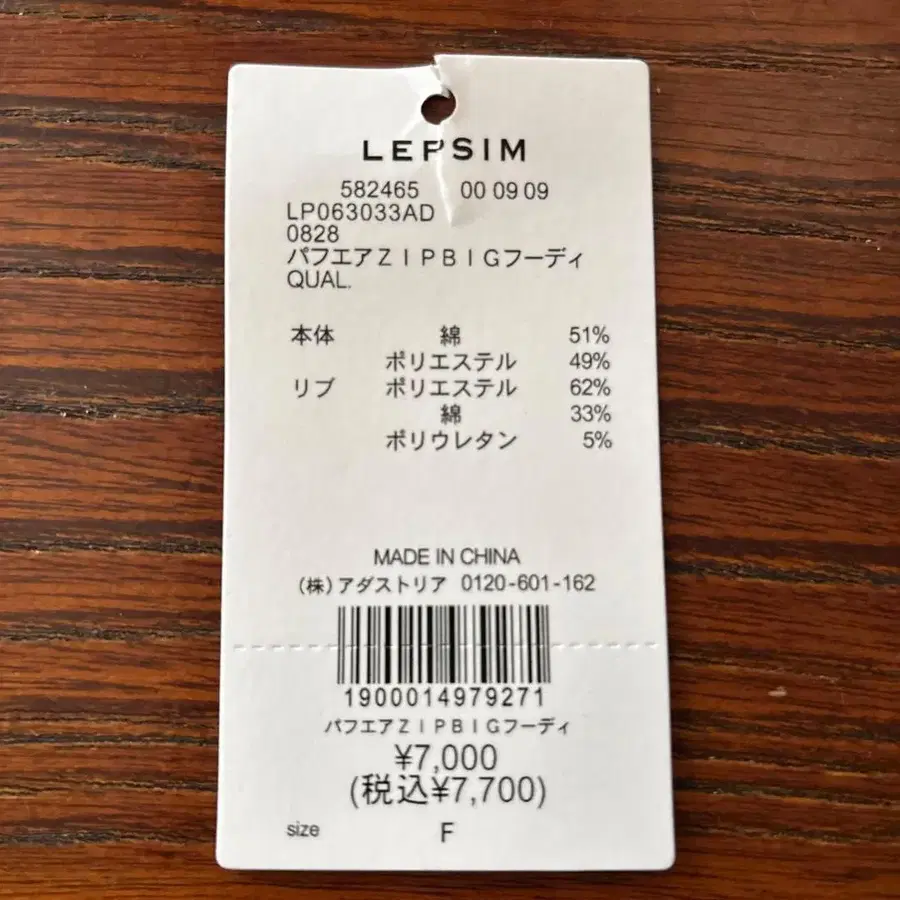 LEPSIM
582465 00 09 09
LP063033AD
0828
パフエアＺＩＰＢＩＧフーディ
QUAL.
本体 綿 51%
ポリエステル 49%
リブ ポリエステル 62%
綿 33%
ポリウレタン 5%
MADE IN CHINA
(株)アダストリア 0120-601-162
1900014979271
パフエアＺＩＰＢＩＧフーディ
¥7,000
(税込¥7,700)
size F